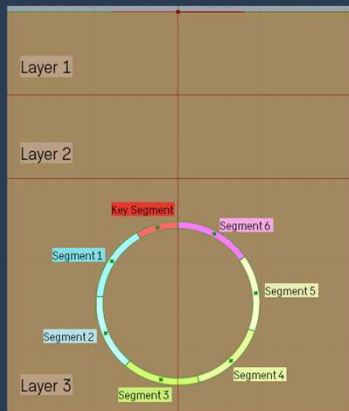 Layer 1
Layer 2
Key Segment
Segment 6
Segment 1
Segment 5
Segment 2
Segment 4
Layer 3
Segment 3